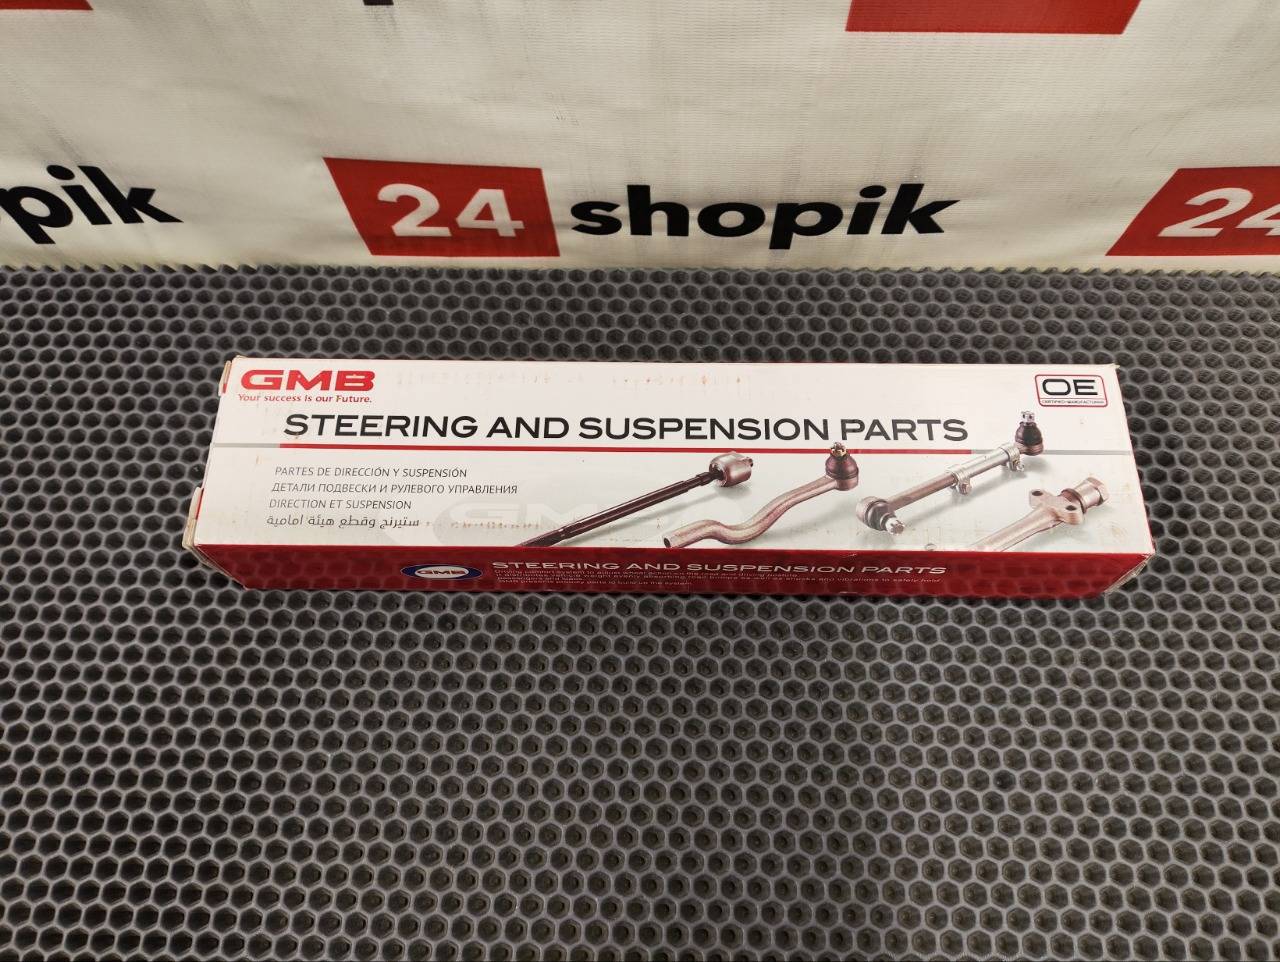 pik
24 shopik
24
GMB
Your success is our Future.
OE
STEERING AND SUSPENSION PARTS
PARTES DE DIRECCIÓN Y SUSPENSIÓN
ДЕТАЛИ ПОДВЕСКИ И РУЛЕВОГО УПРАВЛЕНИЯ
DIRECTION ET SUSPENSION
ستيرنج وقطع هيئة امامية
GMB STEERING AND SUSPENSION PARTS